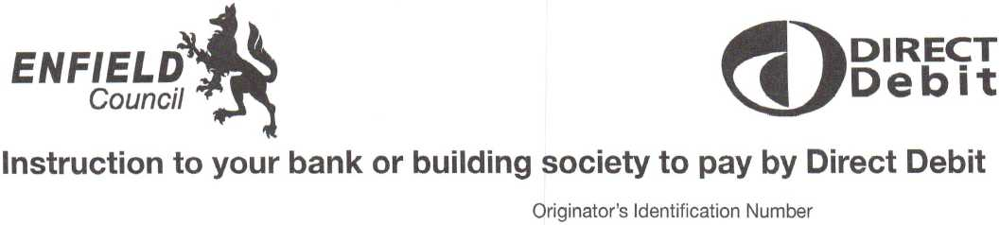 ENFIELD
Council
DIRECT
Debit
Instruction to your bank or building society to pay by Direct Debit
Originator's Identification Number